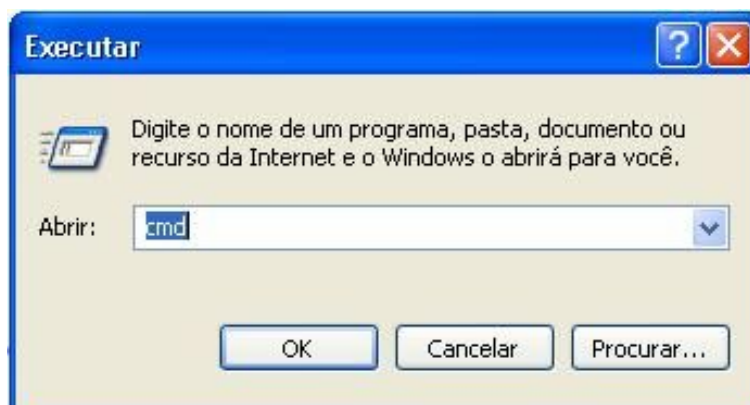 Executar
Digite o nome de um programa, pasta, documento ou
recurso da Internet e o Windows o abrirá para você.
Abrir: cmd
OK Cancelar Procurar...